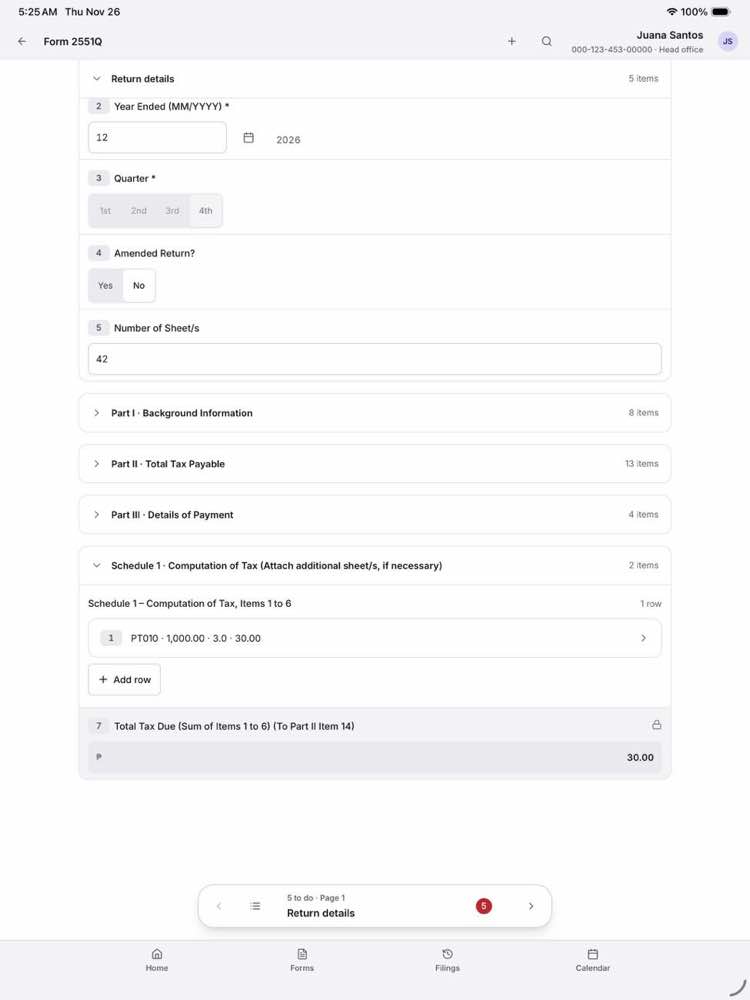 5:25 AM Thu Nov 26
100%
Form 2551Q
Juana Santos
000-123-453-00000 · Head office
JS
Return details
5 items
2 Year Ended (MM/YYYY) *
12
2026
3 Quarter *
1st 2nd 3rd 4th
4 Amended Return?
Yes No
5 Number of Sheet/s
42
Part I · Background Information
8 items
Part II · Total Tax Payable
13 items
Part III · Details of Payment
4 items
Schedule 1 · Computation of Tax (Attach additional sheet/s, if necessary)
2 items
Schedule 1 – Computation of Tax, Items 1 to 6
1 row
1 PT010 · 1,000.00 · 3.0 · 30.00
+ Add row
7 Total Tax Due (Sum of Items 1 to 6) (To Part II Item 14)
₱ 30.00
5 to do · Page 1
Return details
5
Home Forms Filings Calendar